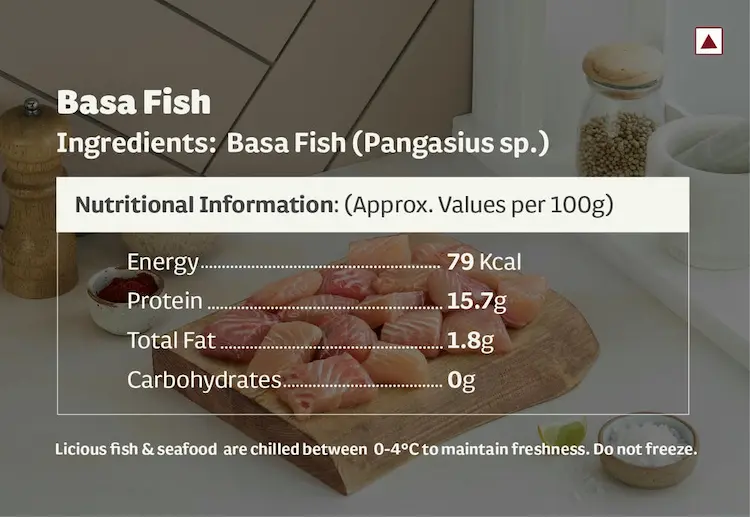 Basa Fish
Ingredients: Basa Fish (Pangasius sp.)
Nutritional Information: (Approx. Values per 100g)
Energy........................................................ 79 Kcal
Protein ...................................................... 15.7g
Total Fat ................................................... 1.8g
Carbohydrates..................................... 0g
Licious fish & seafood are chilled between 0-4°C to maintain freshness. Do not freeze.